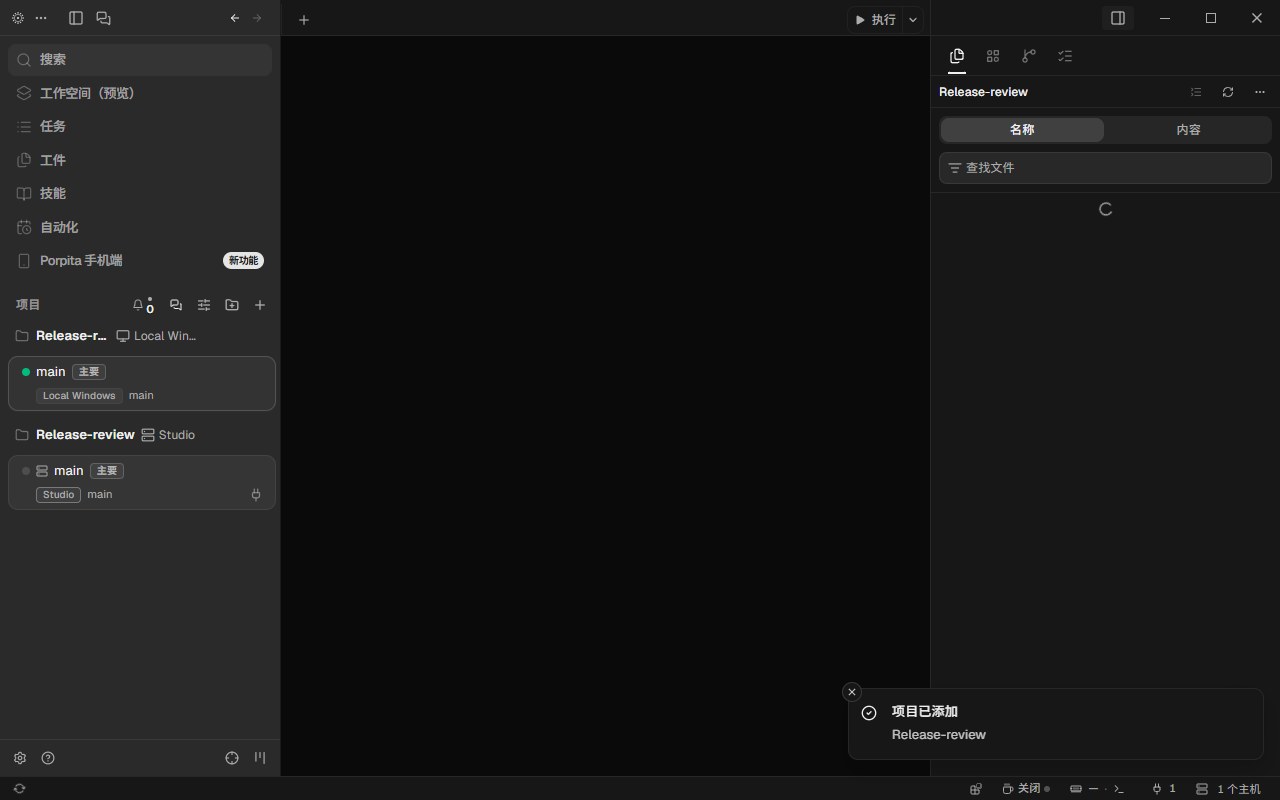 执行
搜索
工作空间（预览）
任务
工件
技能
自动化
Porpita 手机端 新功能
项目 0
Release-r... Local Win...
main 主要
Local Windows main
Release-review Studio
main 主要
Studio main
Release-review
名称 内容
查找文件
项目已添加
Release-review
关闭 — · 1 1 个主机